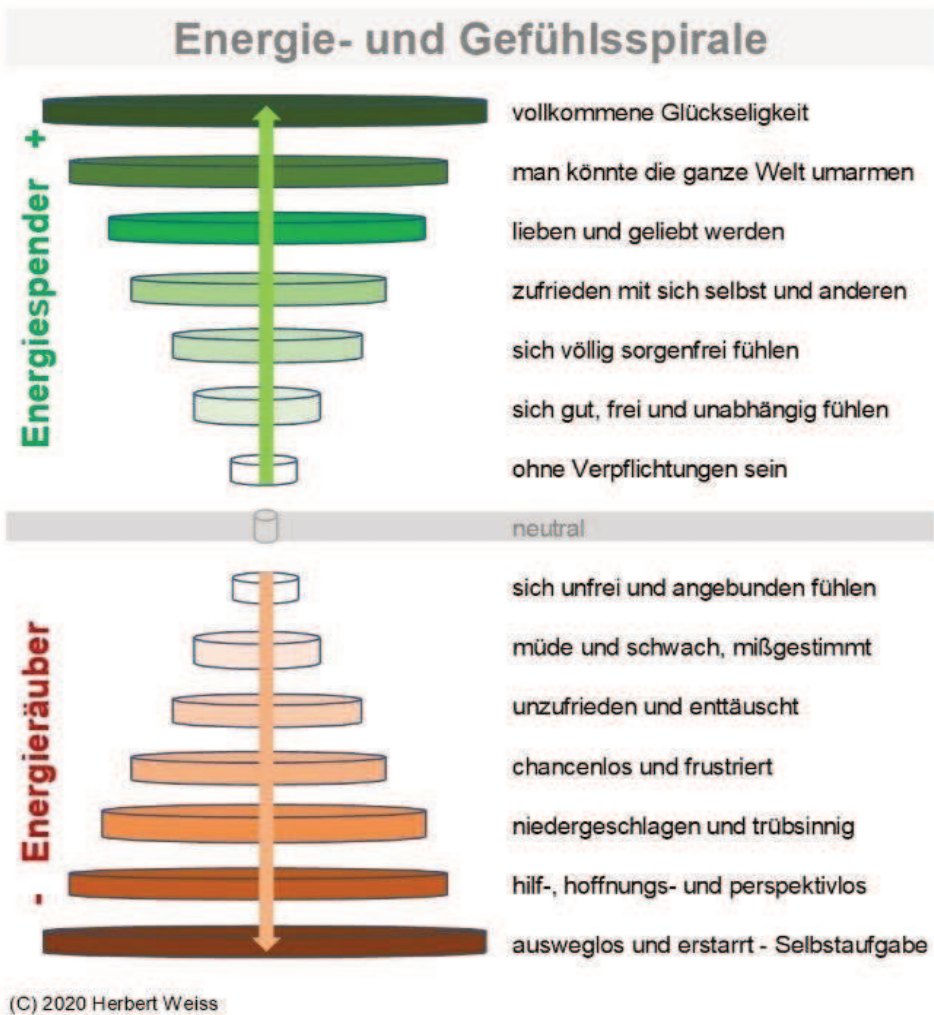 Energie- und Gefühlsspirale
Energiespender +
vollkommene Glückseligkeit
man könnte die ganze Welt umarmen
lieben und geliebt werden
zufrieden mit sich selbst und anderen
sich völlig sorgenfrei fühlen
sich gut, frei und unabhängig fühlen
ohne Verpflichtungen sein
neutral
- Energieräuber
sich unfrei und angebunden fühlen
müde und schwach, mißgestimmt
unzufrieden und enttäuscht
chancenlos und frustriert
niedergeschlagen und trübsinnig
hilf-, hoffnungs- und perspektivlos
ausweglos und erstarrt - Selbstaufgabe
(C) 2020 Herbert Weiss